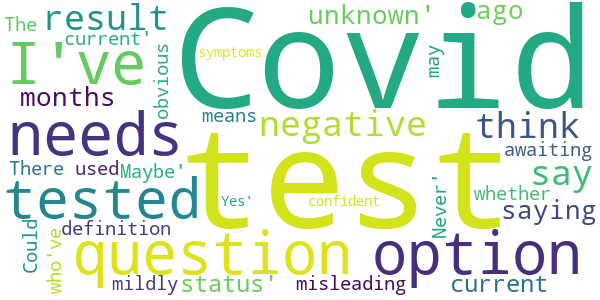 The result
current'
I've
months
needs
There used Maybe'
tested
Could
who've
definition
mildly status'
question
obvious
Covid
symptoms
means
test
Yes'
confident
negative
unknown' ago
may
think
awaiting
say
whether
saying
Never'
option
misleading current